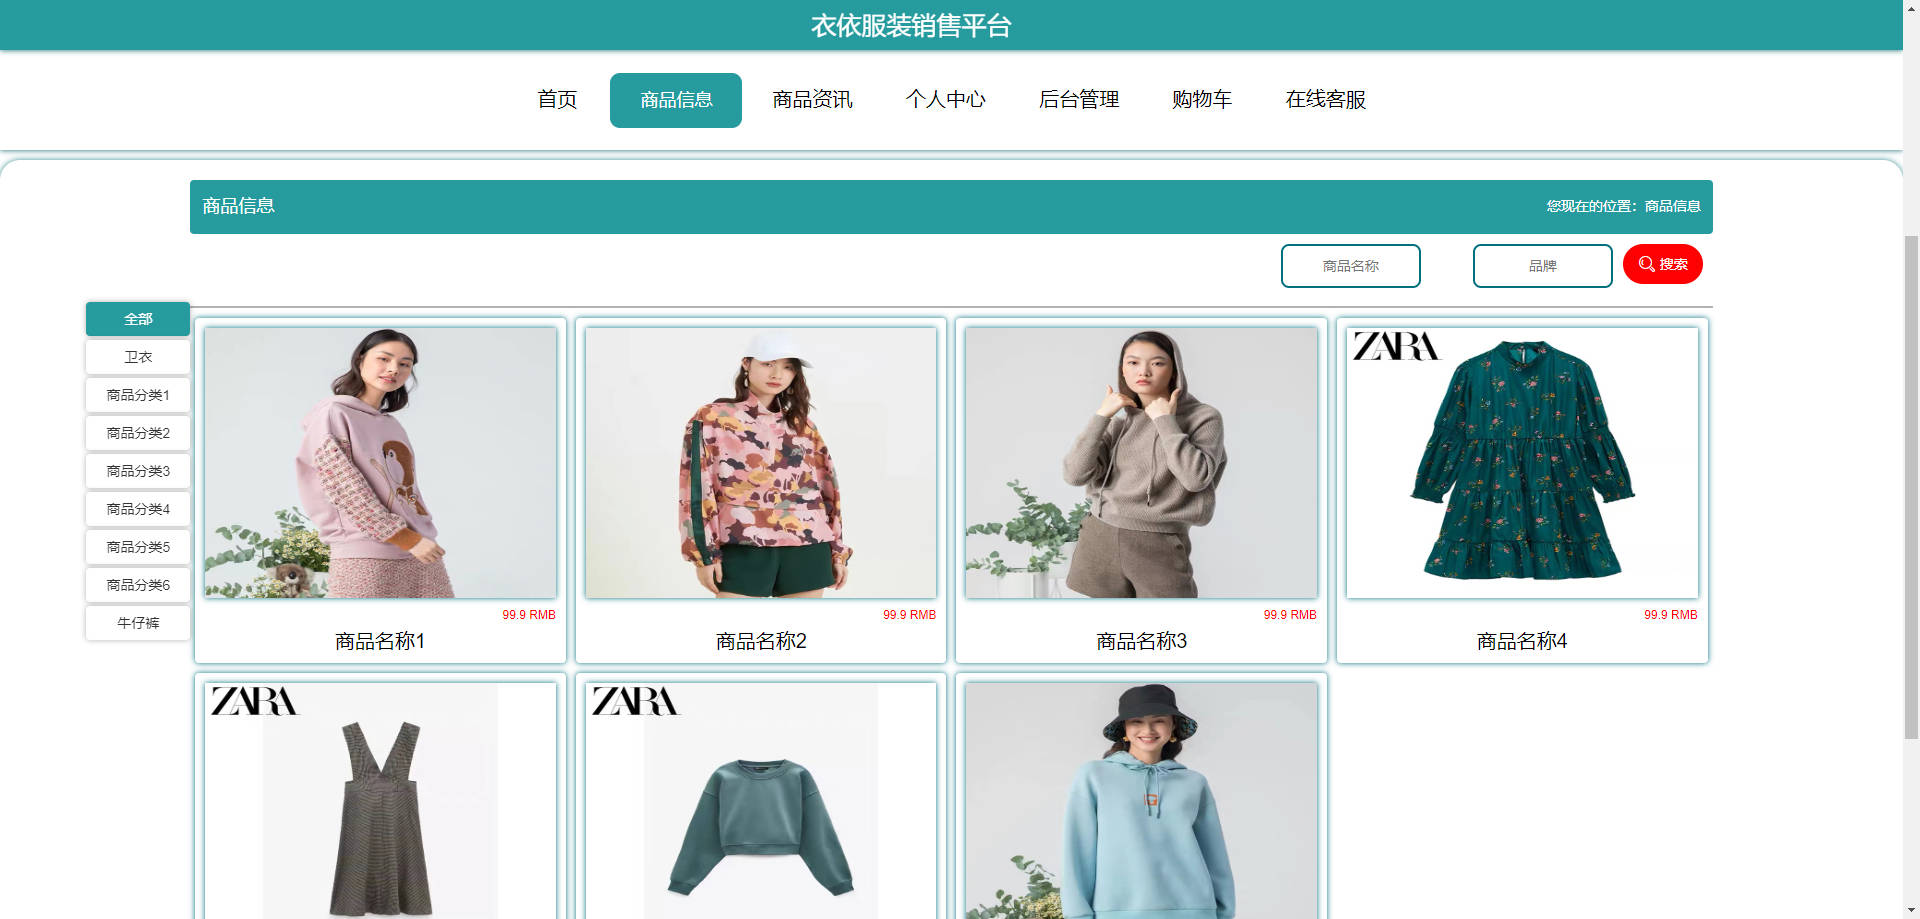 衣依服装销售平台
首页 商品信息 商品资讯 个人中心 后台管理 购物车 在线客服
商品信息 您现在的位置：商品信息
商品名称 品牌 搜索
全部
卫衣
商品分类1
商品分类2
商品分类3
商品分类4
商品分类5
商品分类6
牛仔裤
ZARA
99.9 RMB 99.9 RMB 99.9 RMB 99.9 RMB
商品名称1 商品名称2 商品名称3 商品名称4
ZARA ZARA